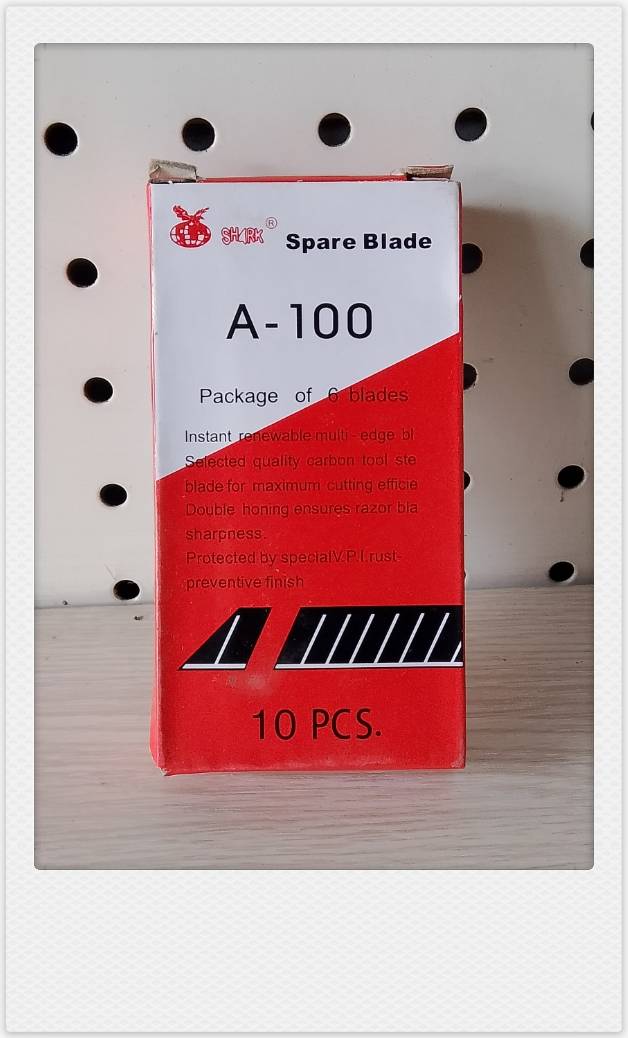 SHARK ® Spare Blade
A-100
Package of 6 blades
Instant renewable multi-edge bl
Selected quality carbon tool ste
blade for maximum cutting efficie
Double honing ensures razor bla
sharpness.
Protected by special V.P.I. rust-
preventive finish
10 PCS.